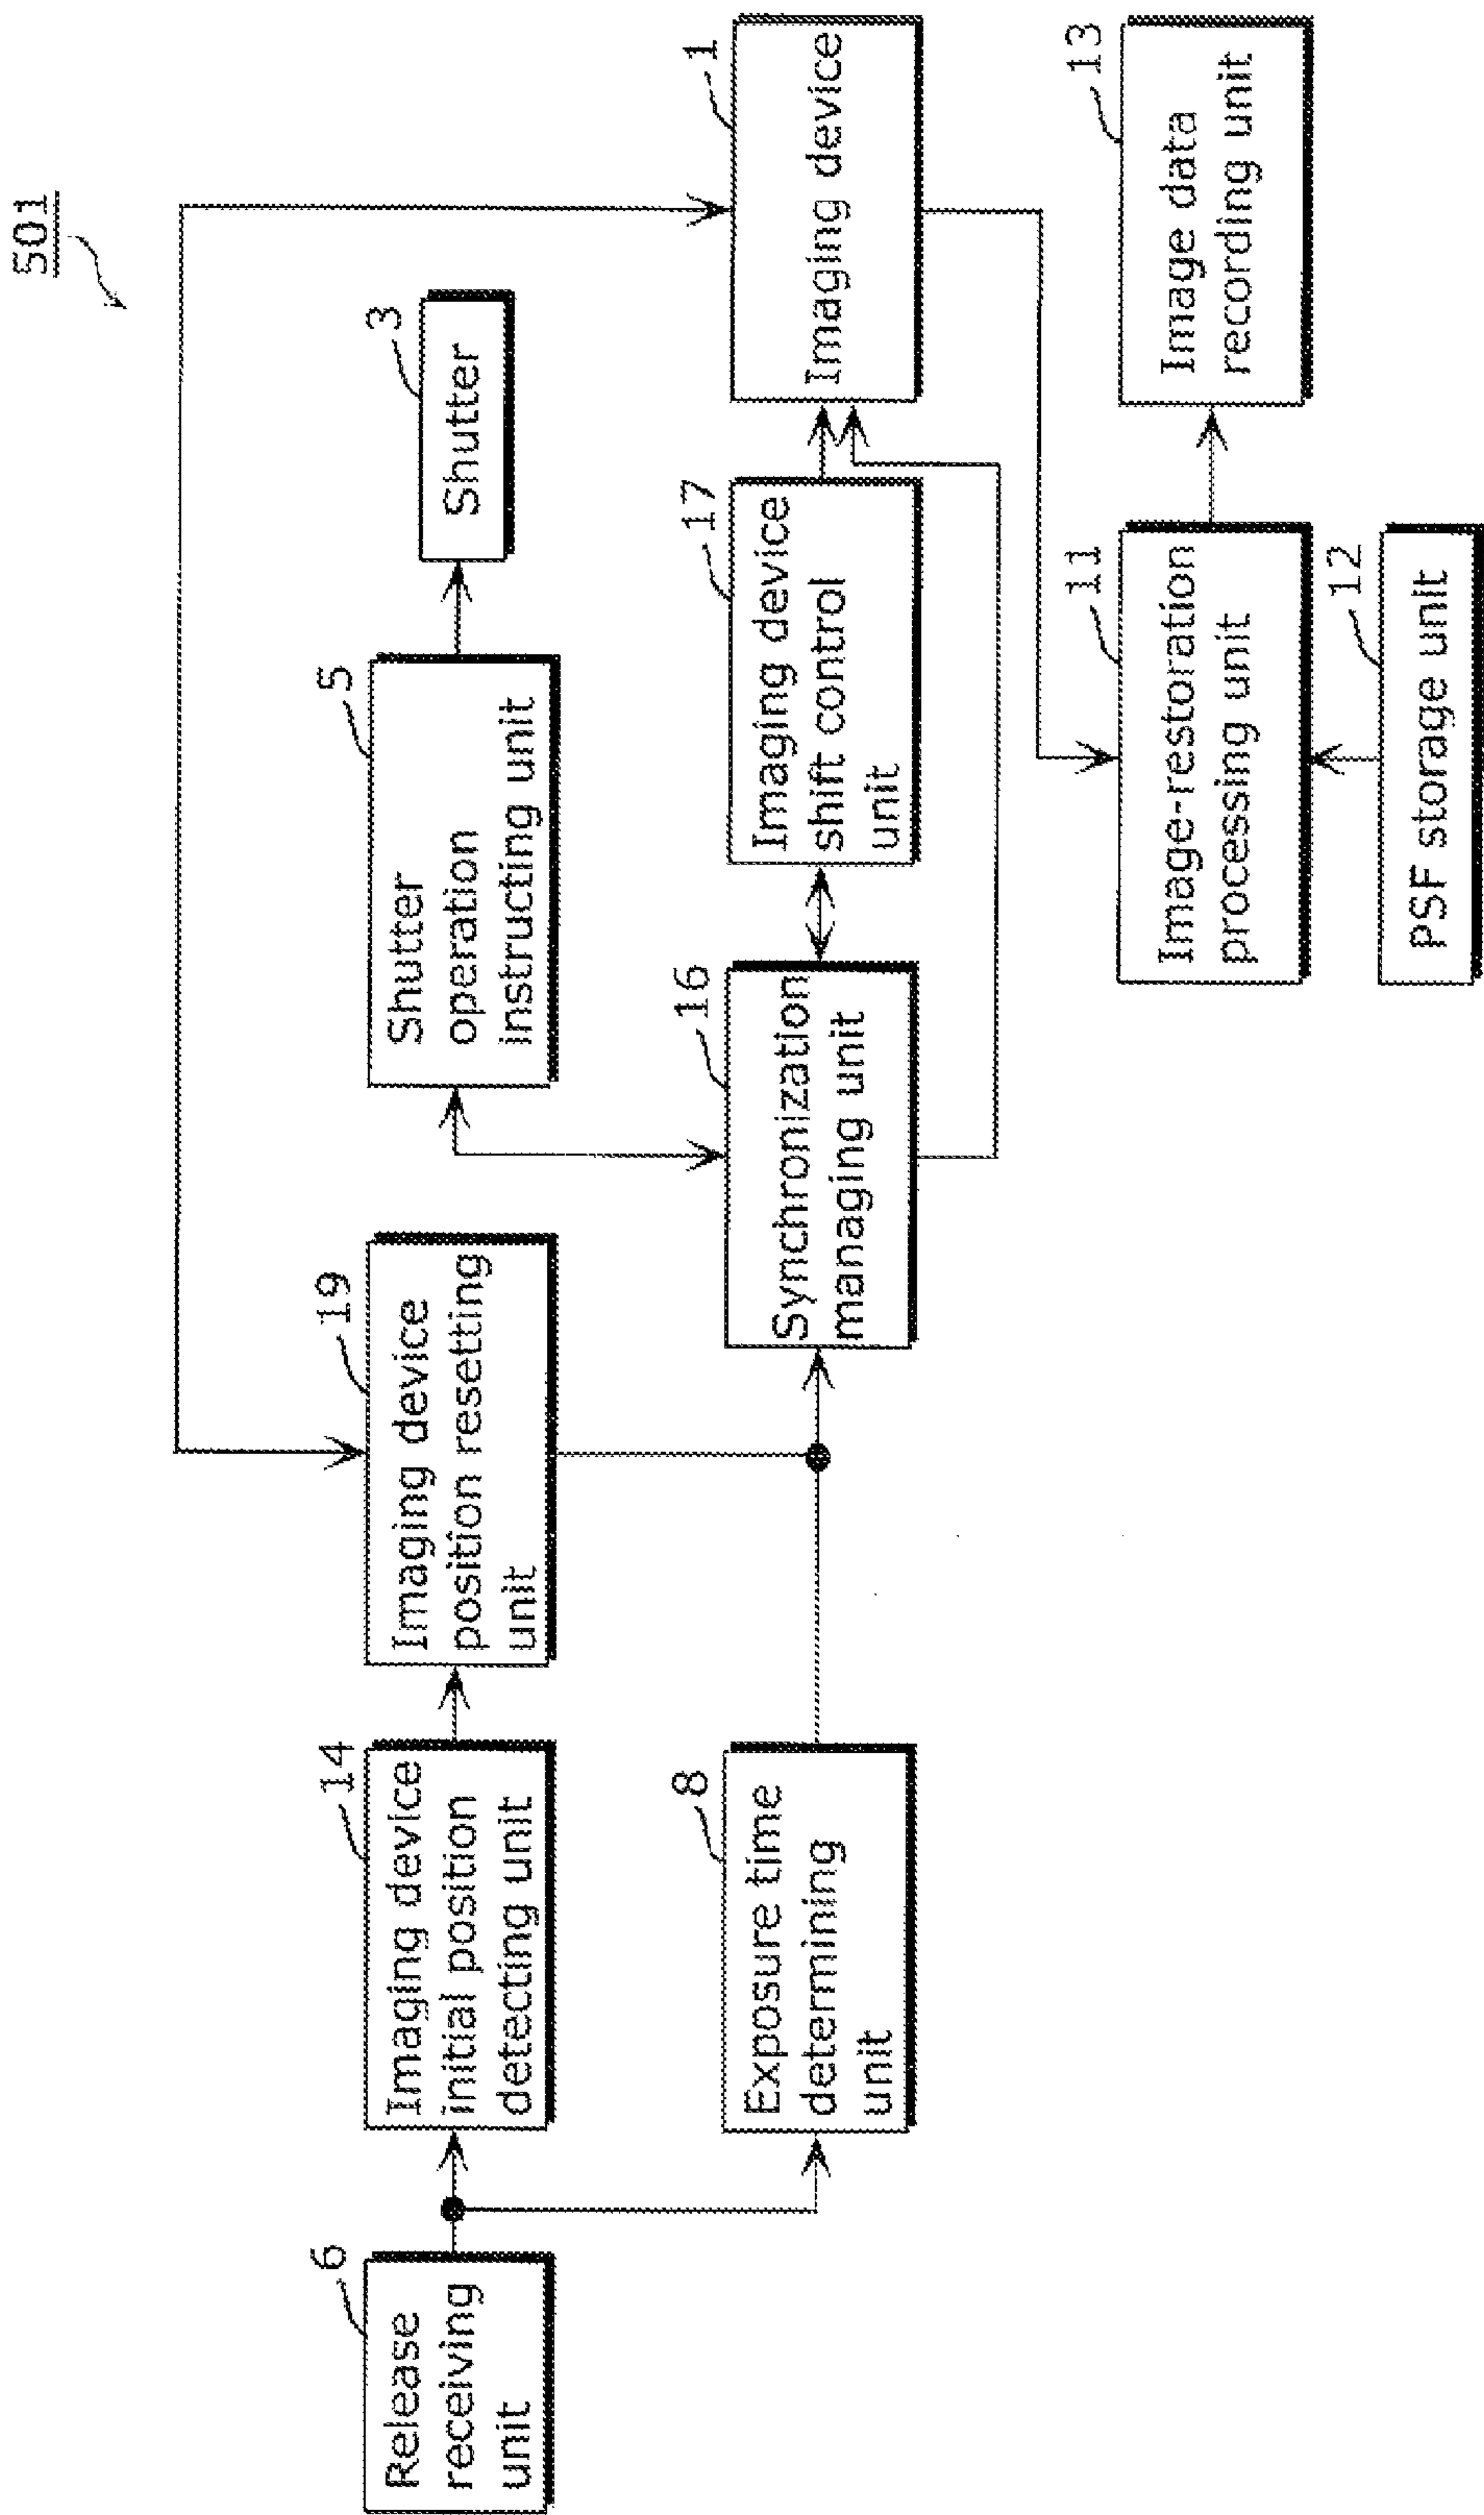 501
6
Release
receiving
unit
14
Imaging device
initial position
detecting unit
19
Imaging device
position resetting
unit
5
Shutter
operation
instructing unit
3
Shutter
8
Exposure time
determining
unit
16
Synchronization
managing unit
17
Imaging device
shift control
unit
1
Imaging device
11
Image-restoration
processing unit
13
Image data
recording unit
12
PSF storage unit